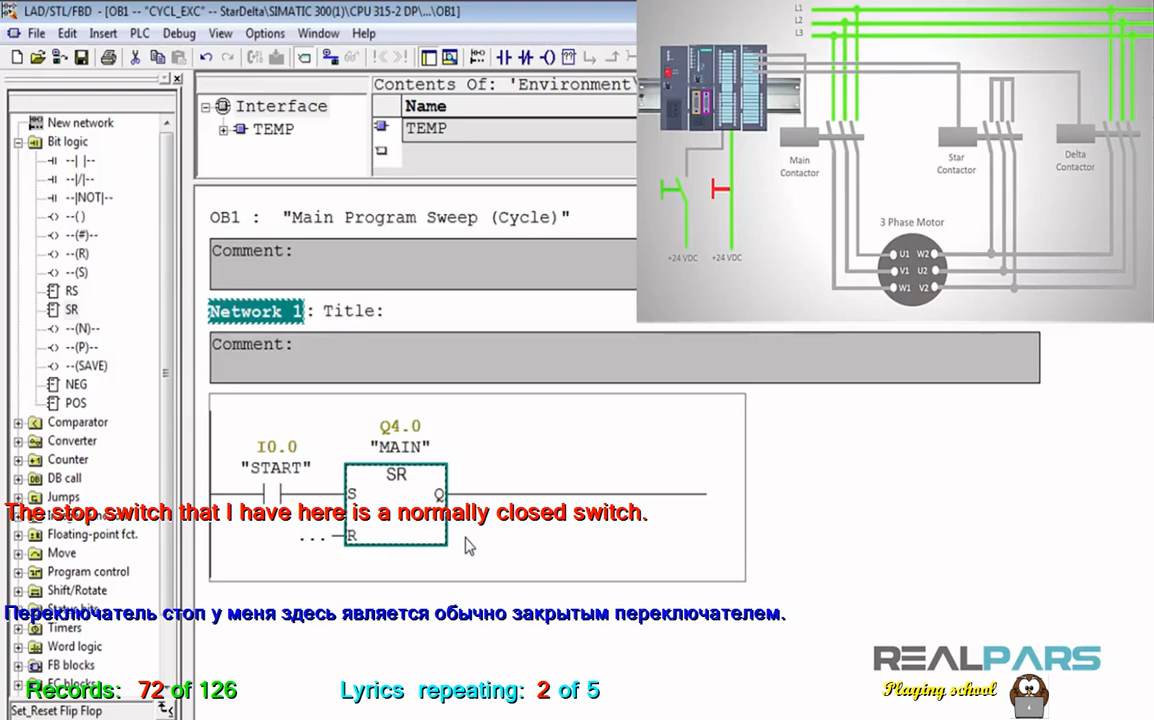 LAD/STL/FBD - [OB1 -- "CYCL_EXC" -- StarDelta\SIMATIC 300(1)\CPU 315-2 DP\...\OB1]
File Edit Insert PLC Debug View Options Window Help
New network
Bit logic
--| |--
--|/|--
--|NOT|--
--( )
--(#)--
--(R)
--(S)
RS
SR
--(N)--
--(P)--
--(SAVE)
NEG
POS
Comparator
Converter
Counter
DB call
Jumps
Floating-point fct.
Move
Program control
Shift/Rotate
Timers
Word logic
FB blocks
Set_Reset Flip Flop
Interface
TEMP
Contents Of: 'Environment\
Name
TEMP
OB1 : "Main Program Sweep (Cycle)"
Comment:
Network 1: Title:
Comment:
I0.0
"START"
Q4.0
"MAIN"
SR
S
Q
... R
L1
L2
L3
Main
Contactor
Star
Contactor
Delta
Contactor
3 Phase Motor
U1 W2
V1 U2
W1 V2
+24 VDC
+24 VDC
The stop switch that I have here is a normally closed switch.
Переключатель стоп у меня здесь является обычно закрытым переключателем.
Records: 72 of 126
Lyrics repeating: 2 of 5
REALPARS
Playing school